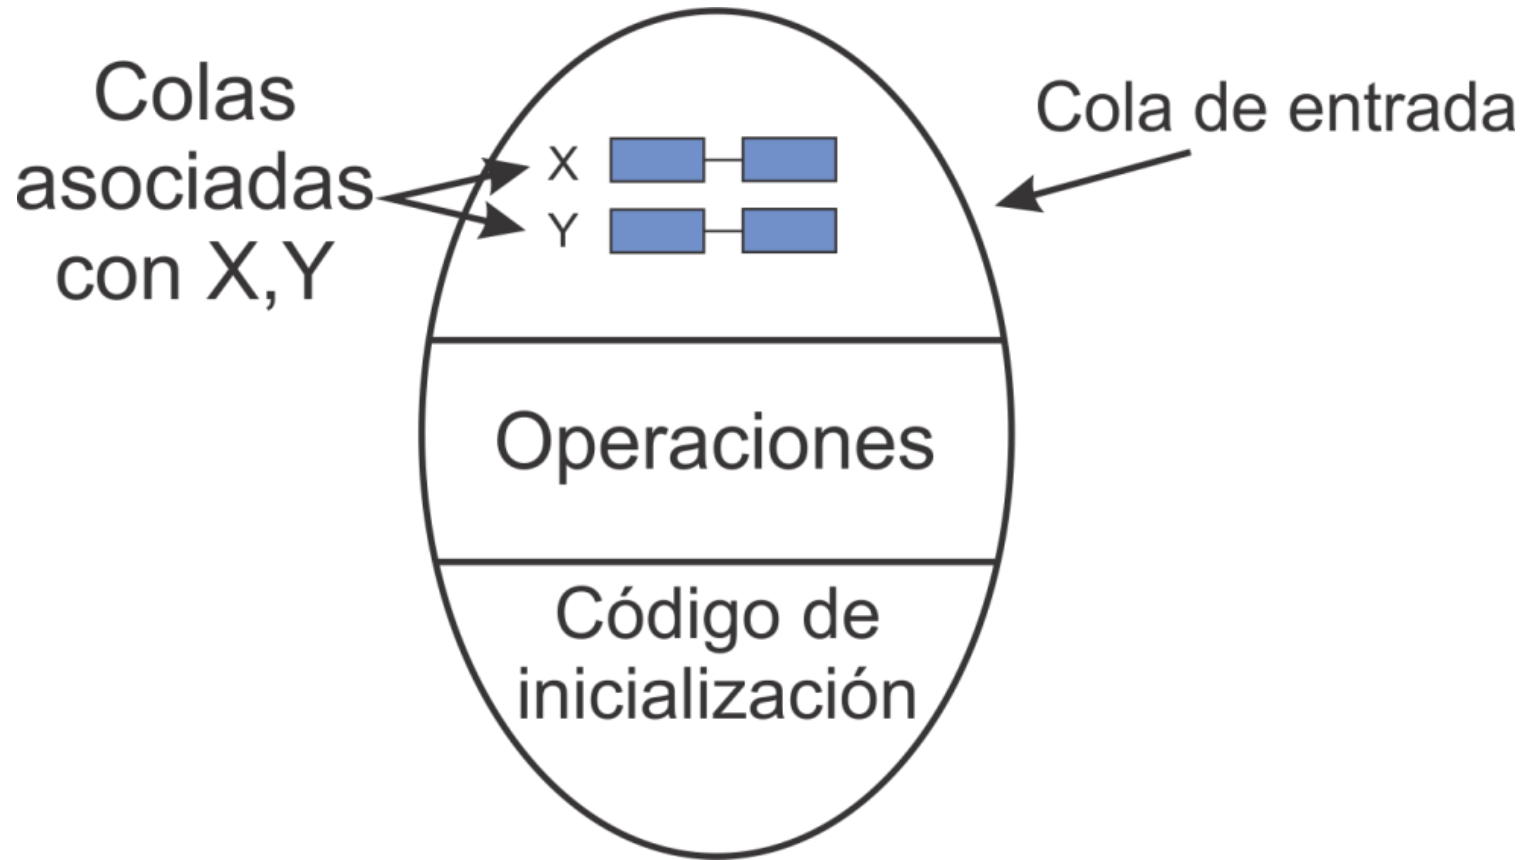 Colas
asociadas
con X,Y
X
Y
Cola de entrada
Operaciones
Código de
inicialización